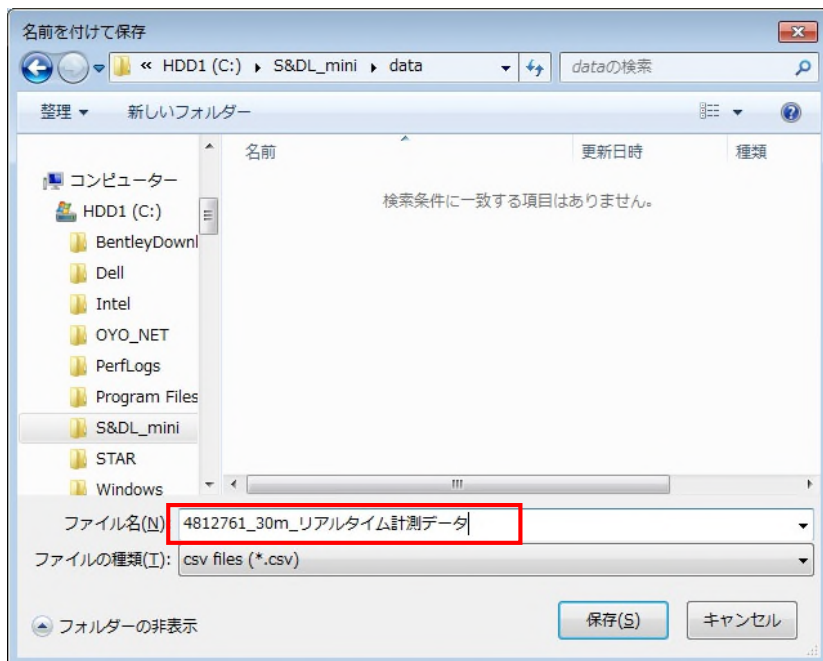 名前を付けて保存
« HDD1 (C:) ▸ S&DL_mini ▸ data
dataの検索
整理 ▼ 新しいフォルダー
名前 更新日時 種類
検索条件に一致する項目はありません。
コンピューター
HDD1 (C:)
BentleyDownl
Dell
Intel
OYO_NET
PerfLogs
Program Files
S&DL_mini
STAR
Windows
ファイル名(N) 4812761_30m_リアルタイム計測データ
ファイルの種類(T): csv files (*.csv)
フォルダーの非表示 保存(S) キャンセル